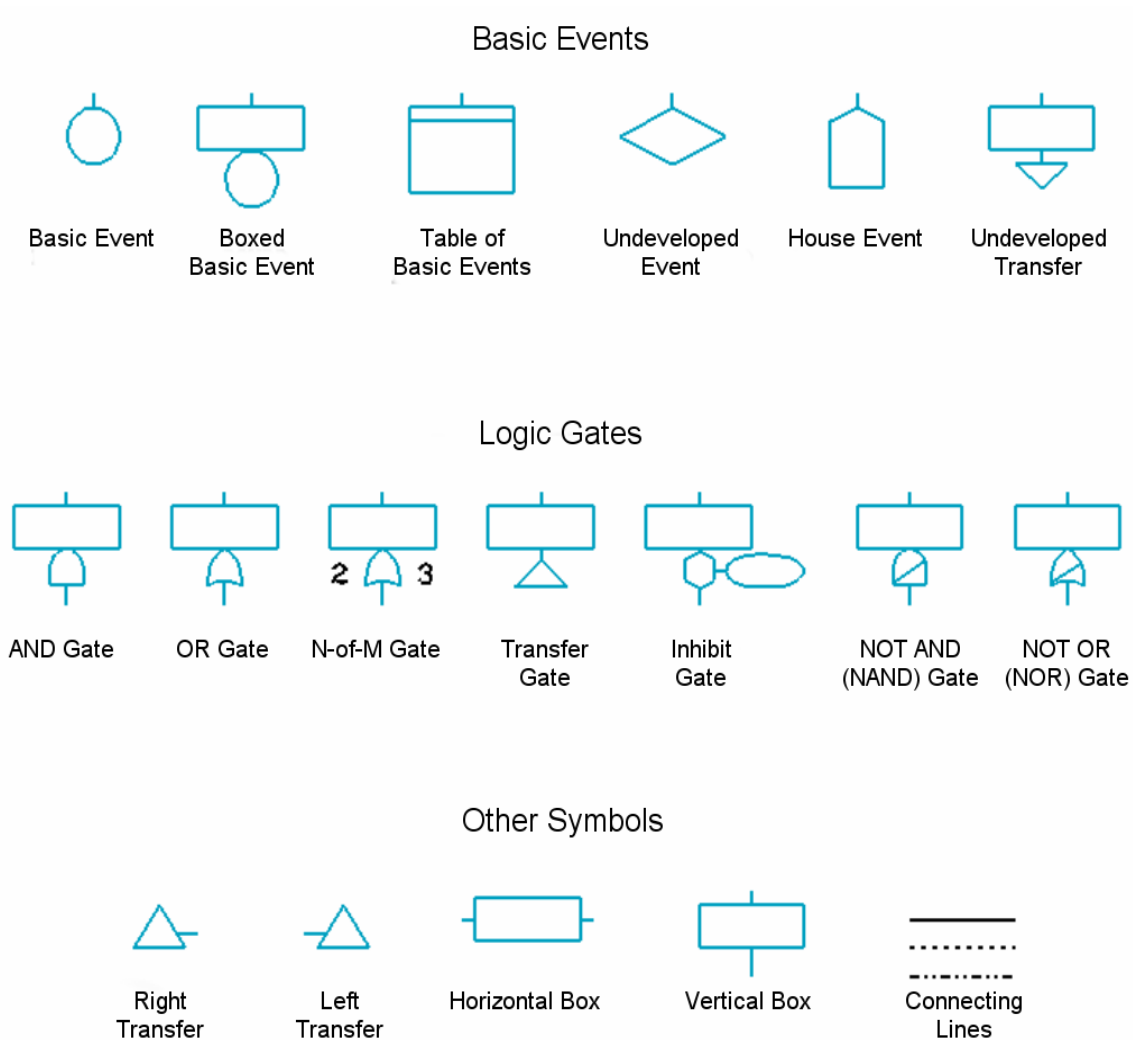 Basic Events
Basic Event
Boxed
Basic Event
Table of
Basic Events
Undeveloped
Event
House Event
Undeveloped
Transfer
Logic Gates
2
3
AND Gate
OR Gate
N-of-M Gate
Transfer
Gate
Inhibit
Gate
NOT AND
(NAND) Gate
NOT OR
(NOR) Gate
Other Symbols
Right
Transfer
Left
Transfer
Horizontal Box
Vertical Box
Connecting
Lines